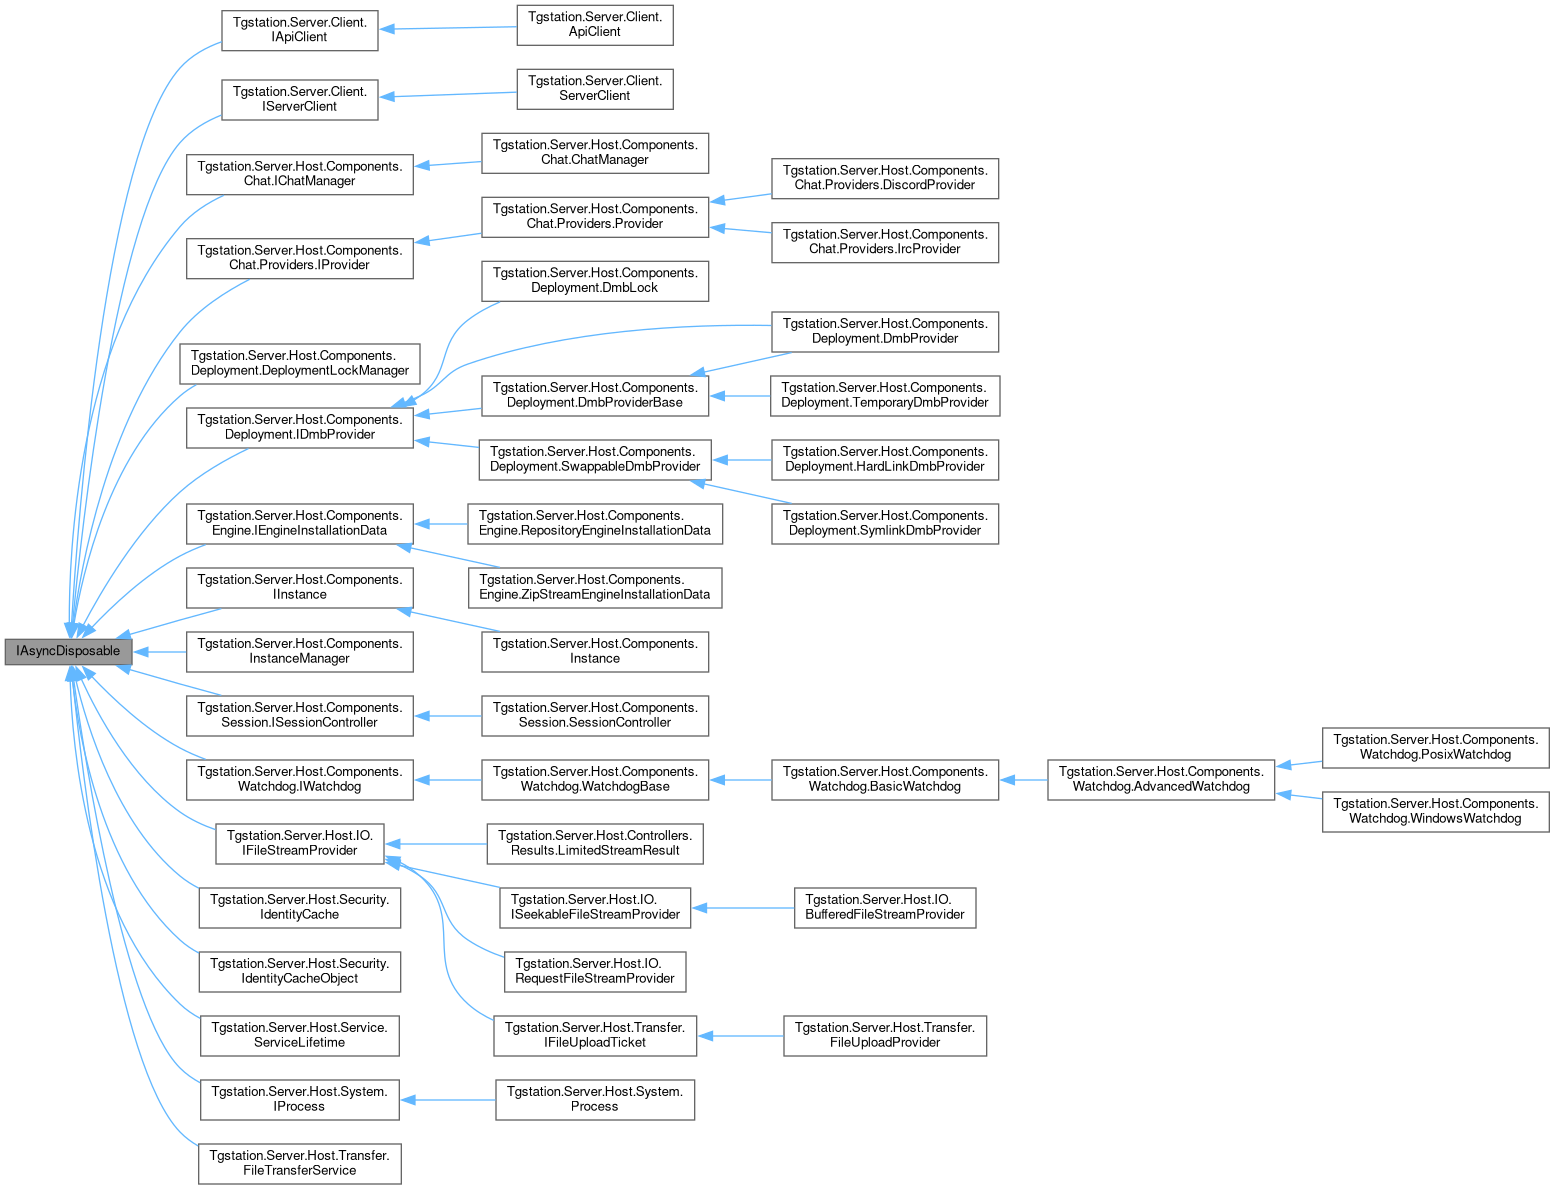 IAsyncDisposable
Tgstation.Server.Client.
IApiClient
Tgstation.Server.Client.
ApiClient
Tgstation.Server.Client.
IServerClient
Tgstation.Server.Client.
ServerClient
Tgstation.Server.Host.Components.
Chat.IChatManager
Tgstation.Server.Host.Components.
Chat.ChatManager
Tgstation.Server.Host.Components.
Chat.Providers.IProvider
Tgstation.Server.Host.Components.
Chat.Providers.Provider
Tgstation.Server.Host.Components.
Chat.Providers.DiscordProvider
Tgstation.Server.Host.Components.
Chat.Providers.IrcProvider
Tgstation.Server.Host.Components.
Deployment.DeploymentLockManager
Tgstation.Server.Host.Components.
Deployment.IDmbProvider
Tgstation.Server.Host.Components.
Deployment.DmbLock
Tgstation.Server.Host.Components.
Deployment.DmbProvider
Tgstation.Server.Host.Components.
Deployment.DmbProviderBase
Tgstation.Server.Host.Components.
Deployment.TemporaryDmbProvider
Tgstation.Server.Host.Components.
Deployment.SwappableDmbProvider
Tgstation.Server.Host.Components.
Deployment.HardLinkDmbProvider
Tgstation.Server.Host.Components.
Deployment.SymlinkDmbProvider
Tgstation.Server.Host.Components.
Engine.IEngineInstallationData
Tgstation.Server.Host.Components.
Engine.RepositoryEngineInstallationData
Tgstation.Server.Host.Components.
Engine.ZipStreamEngineInstallationData
Tgstation.Server.Host.Components.
IInstance
Tgstation.Server.Host.Components.
Instance
Tgstation.Server.Host.Components.
InstanceManager
Tgstation.Server.Host.Components.
Session.ISessionController
Tgstation.Server.Host.Components.
Session.SessionController
Tgstation.Server.Host.Components.
Watchdog.IWatchdog
Tgstation.Server.Host.Components.
Watchdog.WatchdogBase
Tgstation.Server.Host.Components.
Watchdog.BasicWatchdog
Tgstation.Server.Host.Components.
Watchdog.AdvancedWatchdog
Tgstation.Server.Host.Components.
Watchdog.PosixWatchdog
Tgstation.Server.Host.Components.
Watchdog.WindowsWatchdog
Tgstation.Server.Host.IO.
IFileStreamProvider
Tgstation.Server.Host.Controllers.
Results.LimitedStreamResult
Tgstation.Server.Host.IO.
ISeekableFileStreamProvider
Tgstation.Server.Host.IO.
BufferedFileStreamProvider
Tgstation.Server.Host.IO.
RequestFileStreamProvider
Tgstation.Server.Host.Transfer.
IFileUploadTicket
Tgstation.Server.Host.Transfer.
FileUploadProvider
Tgstation.Server.Host.Security.
IdentityCache
Tgstation.Server.Host.Security.
IdentityCacheObject
Tgstation.Server.Host.Service.
ServiceLifetime
Tgstation.Server.Host.System.
IProcess
Tgstation.Server.Host.System.
Process
Tgstation.Server.Host.Transfer.
FileTransferService